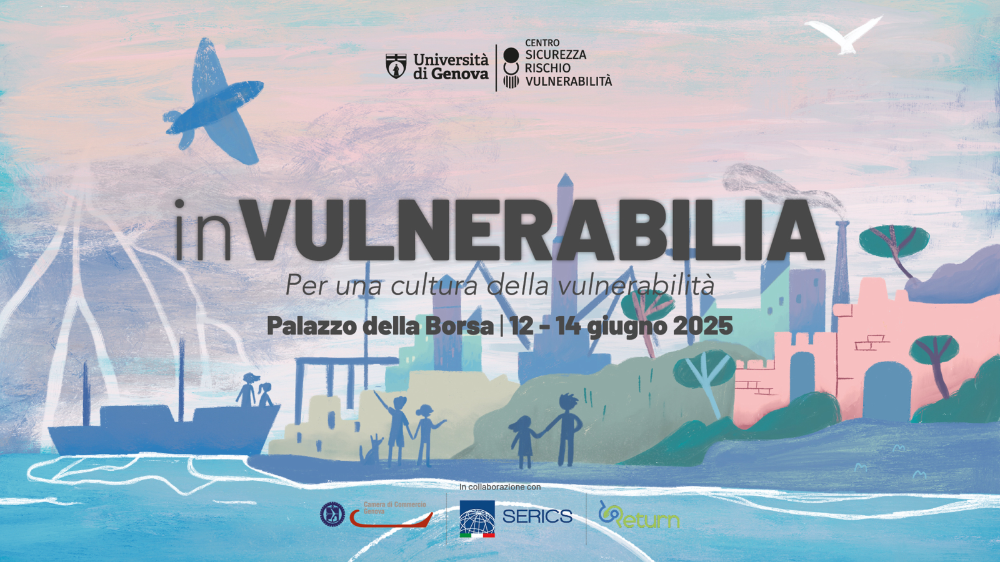 Università
di Genova
CENTRO
SICUREZZA
RISCHIO
VULNERABILITÀ
inVULNERABILIA
Per una cultura della vulnerabilità
Palazzo della Borsa | 12 - 14 giugno 2025
In collaborazione con
Camera di Commercio
Genova
SERICS
Return